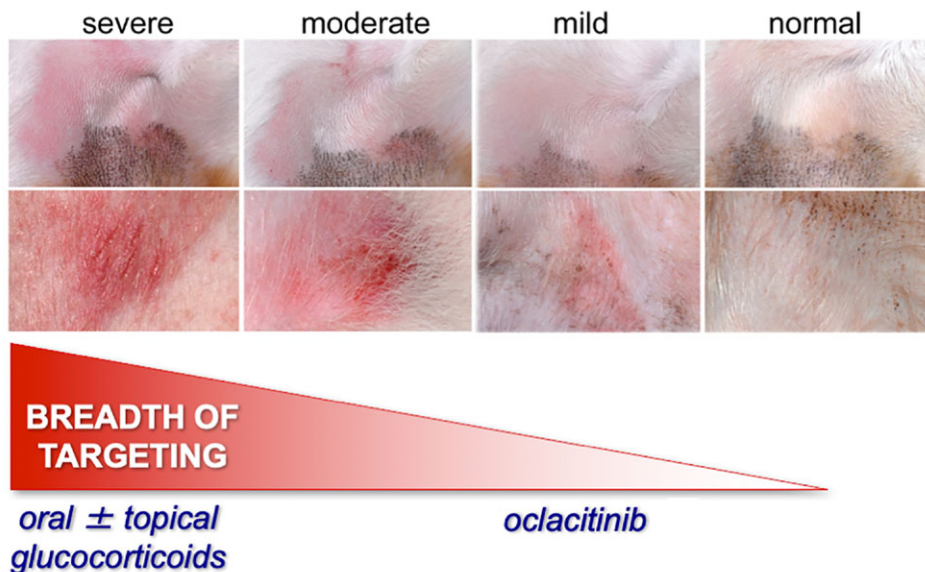 severe moderate mild normal
BREADTH OF
TARGETING
oral ± topical
glucocorticoids
oclacitinib